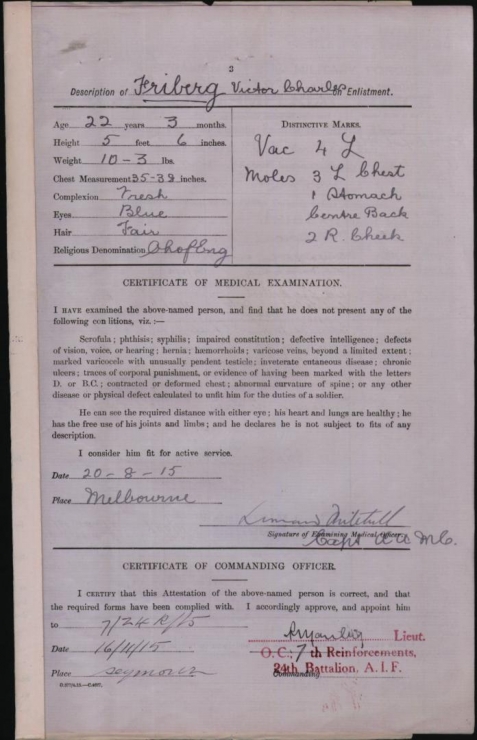 3
Description of Friberg Victor Charles on Enlistment.
Age 22 years 3 months.
Height 5 feet 6 inches.
Weight 10-3 lbs.
Chest Measurement 35-38 inches.
Complexion Fresh
Eyes Blue
Hair Fair
Religious Denomination Ch of Eng
DISTINCTIVE MARKS.
Vac 4 L
Moles 3 L Chest
1 Stomach
Centre Back
2 R. Cheek
CERTIFICATE OF MEDICAL EXAMINATION.
I HAVE examined the above-named person, and find that he does not present any of the
following conditions, viz. :—
Scrofula; phthisis; syphilis; impaired constitution; defective intelligence; defects
of vision, voice, or hearing; hernia; hæmorrhoids; varicose veins, beyond a limited extent;
marked varicocele with unusually pendent testicle; inveterate cutaneous disease; chronic
ulcers; traces of corporal punishment, or evidence of having been marked with the letters
D. or B.C.; contracted or deformed chest; abnormal curvature of spine; or any other
disease or physical defect calculated to unfit him for the duties of a soldier.
He can see the required distance with either eye; his heart and lungs are healthy; he
has the free use of his joints and limbs; and he declares he is not subject to fits of any
description.
I consider him fit for active service.
Date 20-8-15
Place Melbourne
Mitchell
Signature of Examining Medical Officer.
Capt AAMC.
CERTIFICATE OF COMMANDING OFFICER.
I CERTIFY that this Attestation of the above-named person is correct, and that
the required forms have been complied with. I accordingly approve, and appoint him
to 7/24 R/15
Date 16/11/15
Place Seymour
Lieut.
O.C. 7th Reinforcements,
24th Battalion, A.I.F.
Commanding